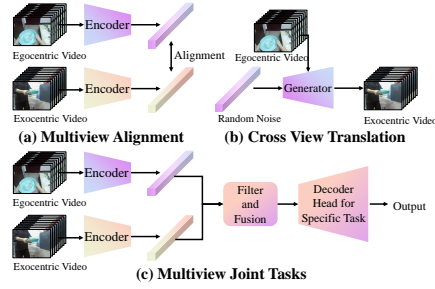 Encoder
Egocentric Video
Alignment
Encoder
Exocentric Video
(a) Multiview Alignment
Egocentric Video
Generator
Random Noise
Exocentric Video
(b) Cross View Translation
Encoder
Egocentric Video
Encoder
Exocentric Video
Filter
and
Fusion
Decoder
Head for
Specific Task
Output
(c) Multiview Joint Tasks